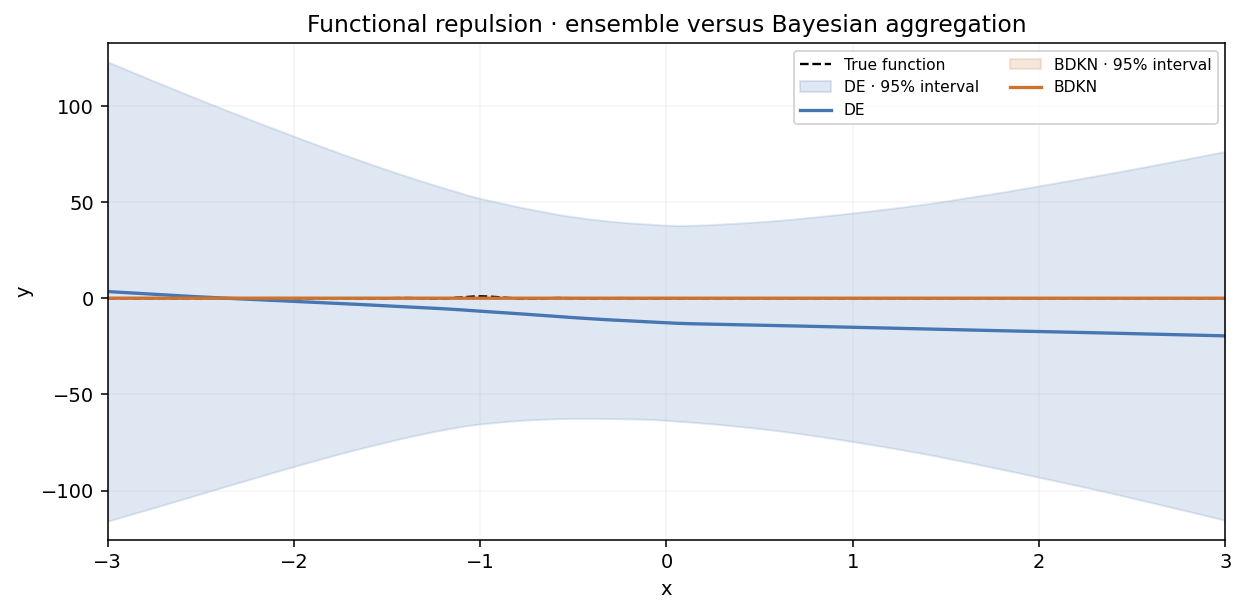 Functional repulsion · ensemble versus Bayesian aggregation
True function
DE · 95% interval
DE
BDKN · 95% interval
BDKN
y
100
50
0
−50
−100
−3
−2
−1
0
1
2
3
x